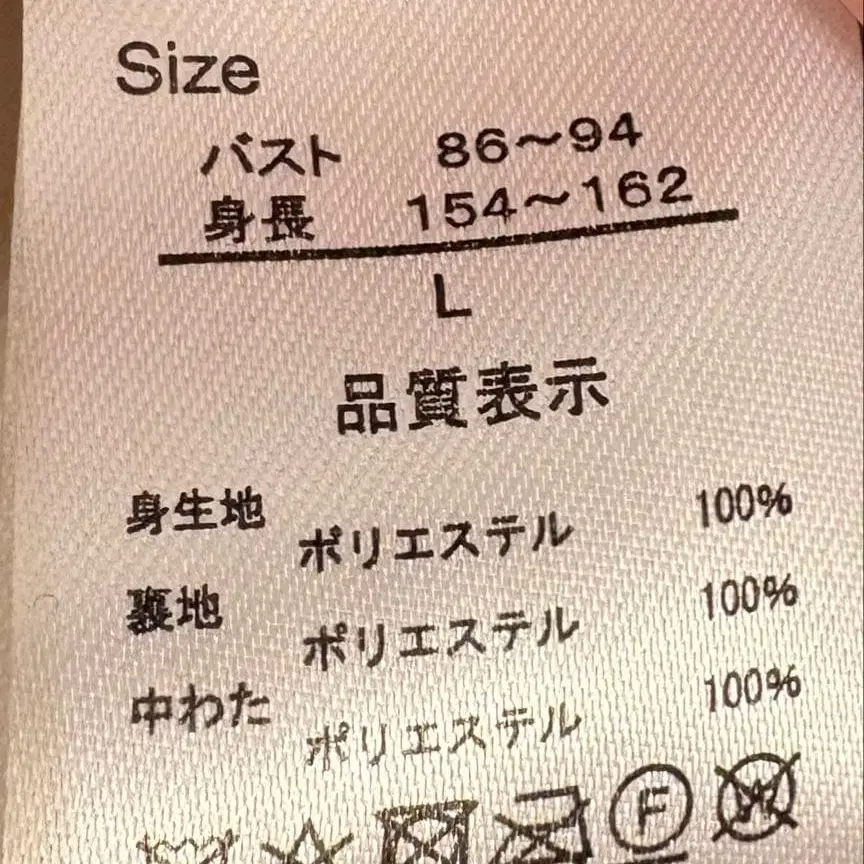 Size
バスト 86～94
身長 154～162
L
品質表示
身生地 ポリエステル 100%
裏地 ポリエステル 100%
中わた ポリエステル 100%
F W